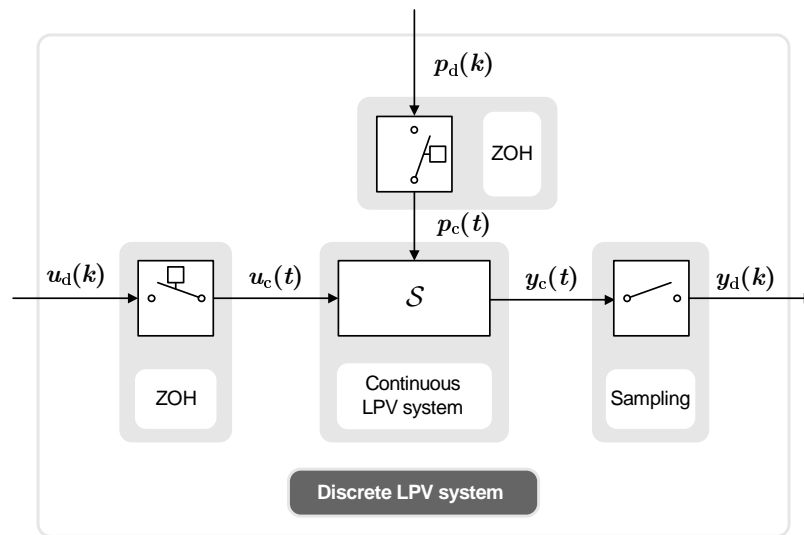 p_d(k)
ZOH
p_c(t)
u_d(k)
u_c(t)
S
y_c(t)
y_d(k)
ZOH
Continuous
LPV system
Sampling
Discrete LPV system